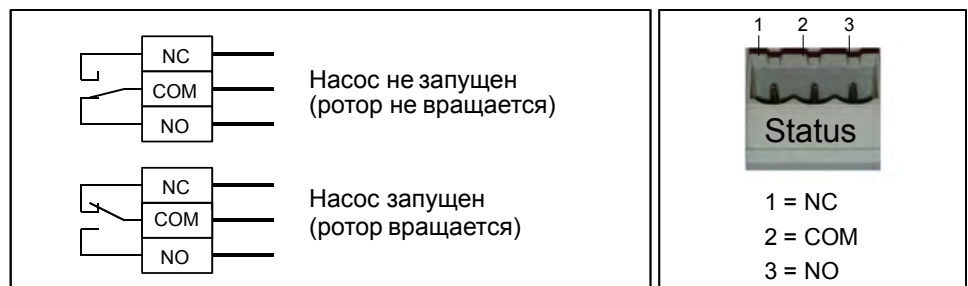 NC
COM
NO
Насос не запущен
(ротор не вращается)
NC
COM
NO
Насос запущен
(ротор вращается)
1 2 3
Status
1 = NC
2 = COM
3 = NO